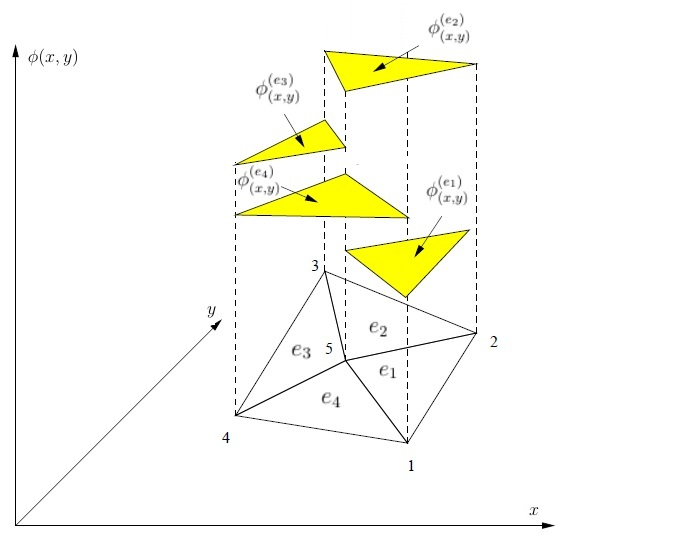 ϕ(x, y)
ϕ^{(e_2)}_{(x,y)}
ϕ^{(e_3)}_{(x,y)}
ϕ^{(e_4)}_{(x,y)}
ϕ^{(e_1)}_{(x,y)}
3
y
e_2
2
e_3
5
e_1
e_4
4
1
x